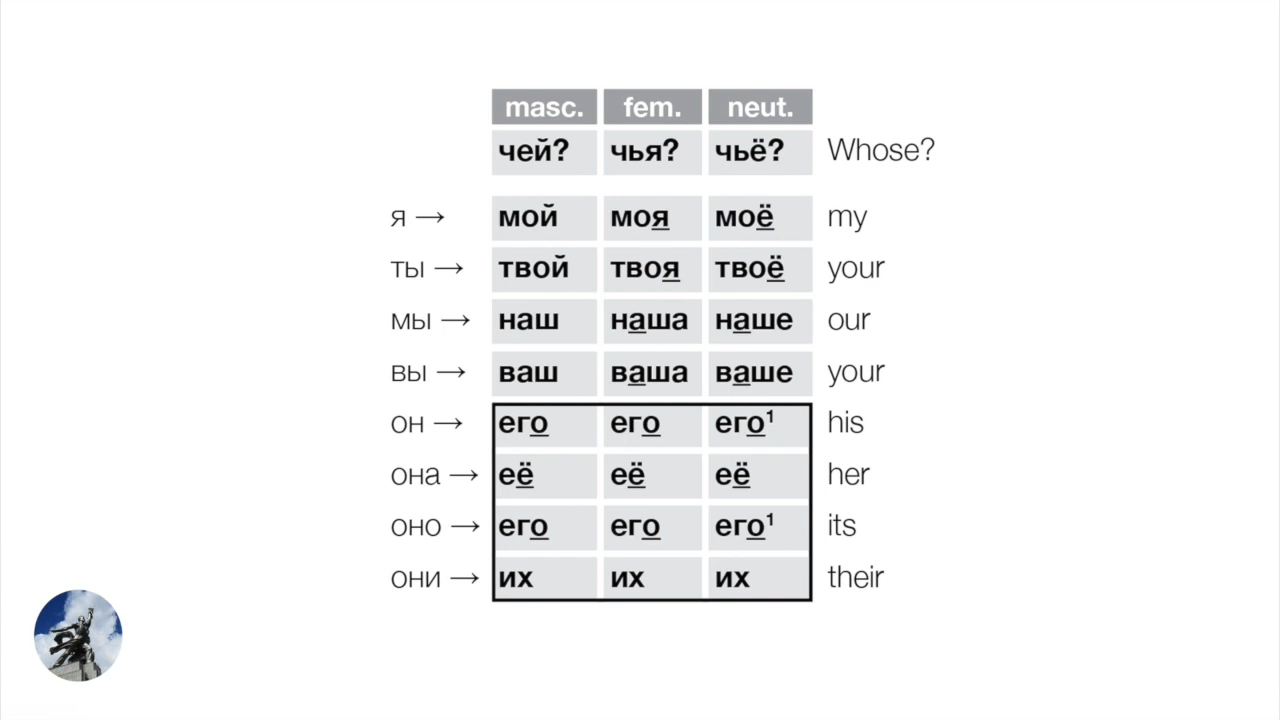 masc. fem. neut.
чей? чья? чьё? Whose?
я → мой моя моё my
ты → твой твоя твоё your
мы → наш наша наше our
вы → ваш ваша ваше your
он → его его его¹ his
она → её её её her
оно → его его его¹ its
они → их их их their